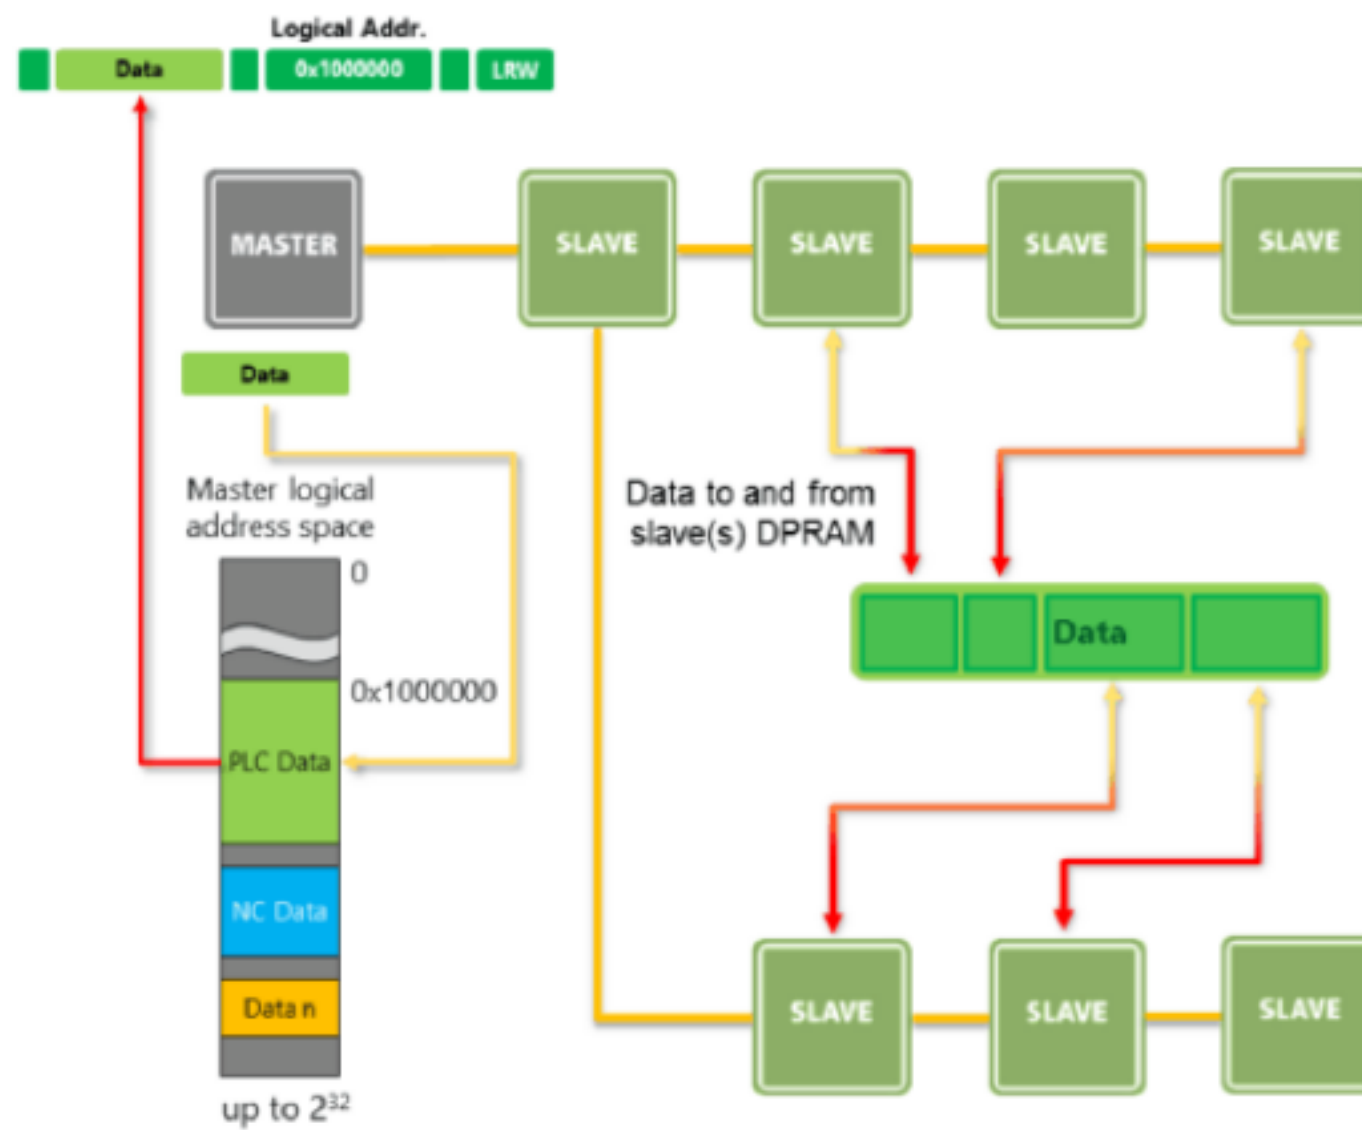 Logical Addr.
Data 0x1000000 LRW
MASTER SLAVE SLAVE SLAVE SLAVE
Data
Master logical
address space
0
0x1000000
PLC Data
NC Data
Data n
up to 2³²
Data to and from
slave(s) DPRAM
Data
SLAVE SLAVE SLAVE